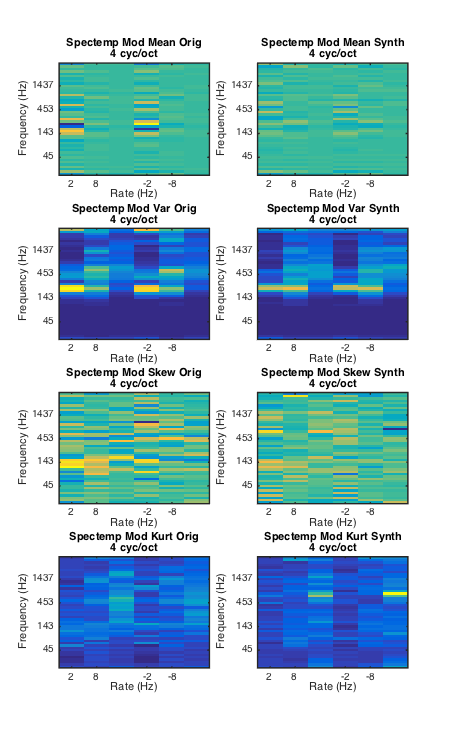 Spectemp Mod Mean Orig
4 cyc/oct
Frequency (Hz)
1437
453
143
45
2 8 -2 -8
Rate (Hz)
Spectemp Mod Mean Synth
4 cyc/oct
Frequency (Hz)
1437
453
143
45
2 8 -2 -8
Rate (Hz)
Spectemp Mod Var Orig
4 cyc/oct
Frequency (Hz)
1437
453
143
45
2 8 -2 -8
Rate (Hz)
Spectemp Mod Var Synth
4 cyc/oct
Frequency (Hz)
1437
453
143
45
2 8 -2 -8
Rate (Hz)
Spectemp Mod Skew Orig
4 cyc/oct
Frequency (Hz)
1437
453
143
45
2 8 -2 -8
Rate (Hz)
Spectemp Mod Skew Synth
4 cyc/oct
Frequency (Hz)
1437
453
143
45
2 8 -2 -8
Rate (Hz)
Spectemp Mod Kurt Orig
4 cyc/oct
Frequency (Hz)
1437
453
143
45
2 8 -2 -8
Rate (Hz)
Spectemp Mod Kurt Synth
4 cyc/oct
Frequency (Hz)
1437
453
143
45
2 8 -2 -8
Rate (Hz)